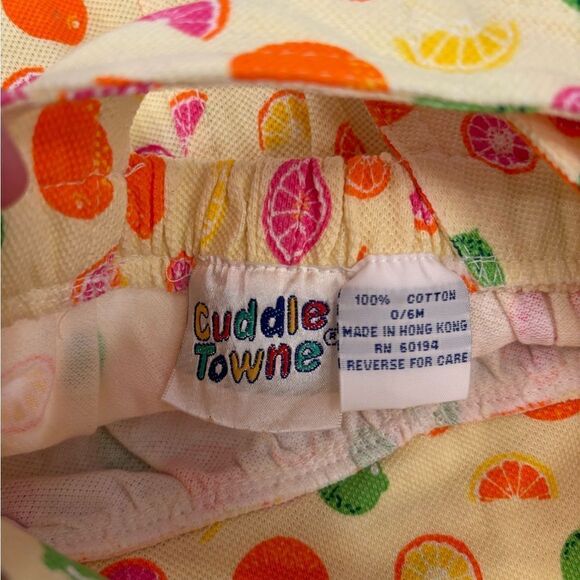 Cuddle
Towne®
100% COTTON
0/6M
MADE IN HONG KONG
RN 60194
REVERSE FOR CARE